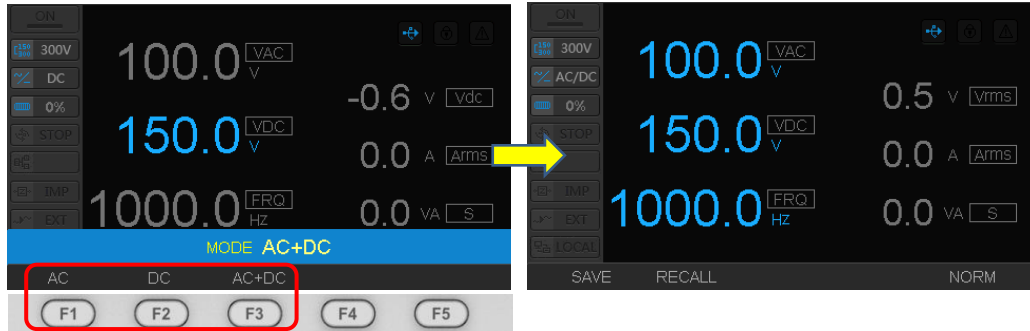 ON
300V
DC
0%
STOP
IMP
EXT
100.0 VAC V
150.0 VDC V
1000.0 FRQ Hz
-0.6 V Vdc
0.0 A Arms
0.0 VA S
MODE AC+DC
AC DC AC+DC
F1 F2 F3 F4 F5
ON
300V
AC/DC
0%
STOP
IMP
EXT
LOCAL
100.0 VAC V
150.0 VDC V
1000.0 FRQ Hz
0.5 V Vrms
0.0 A Arms
0.0 VA S
SAVE RECALL NORM